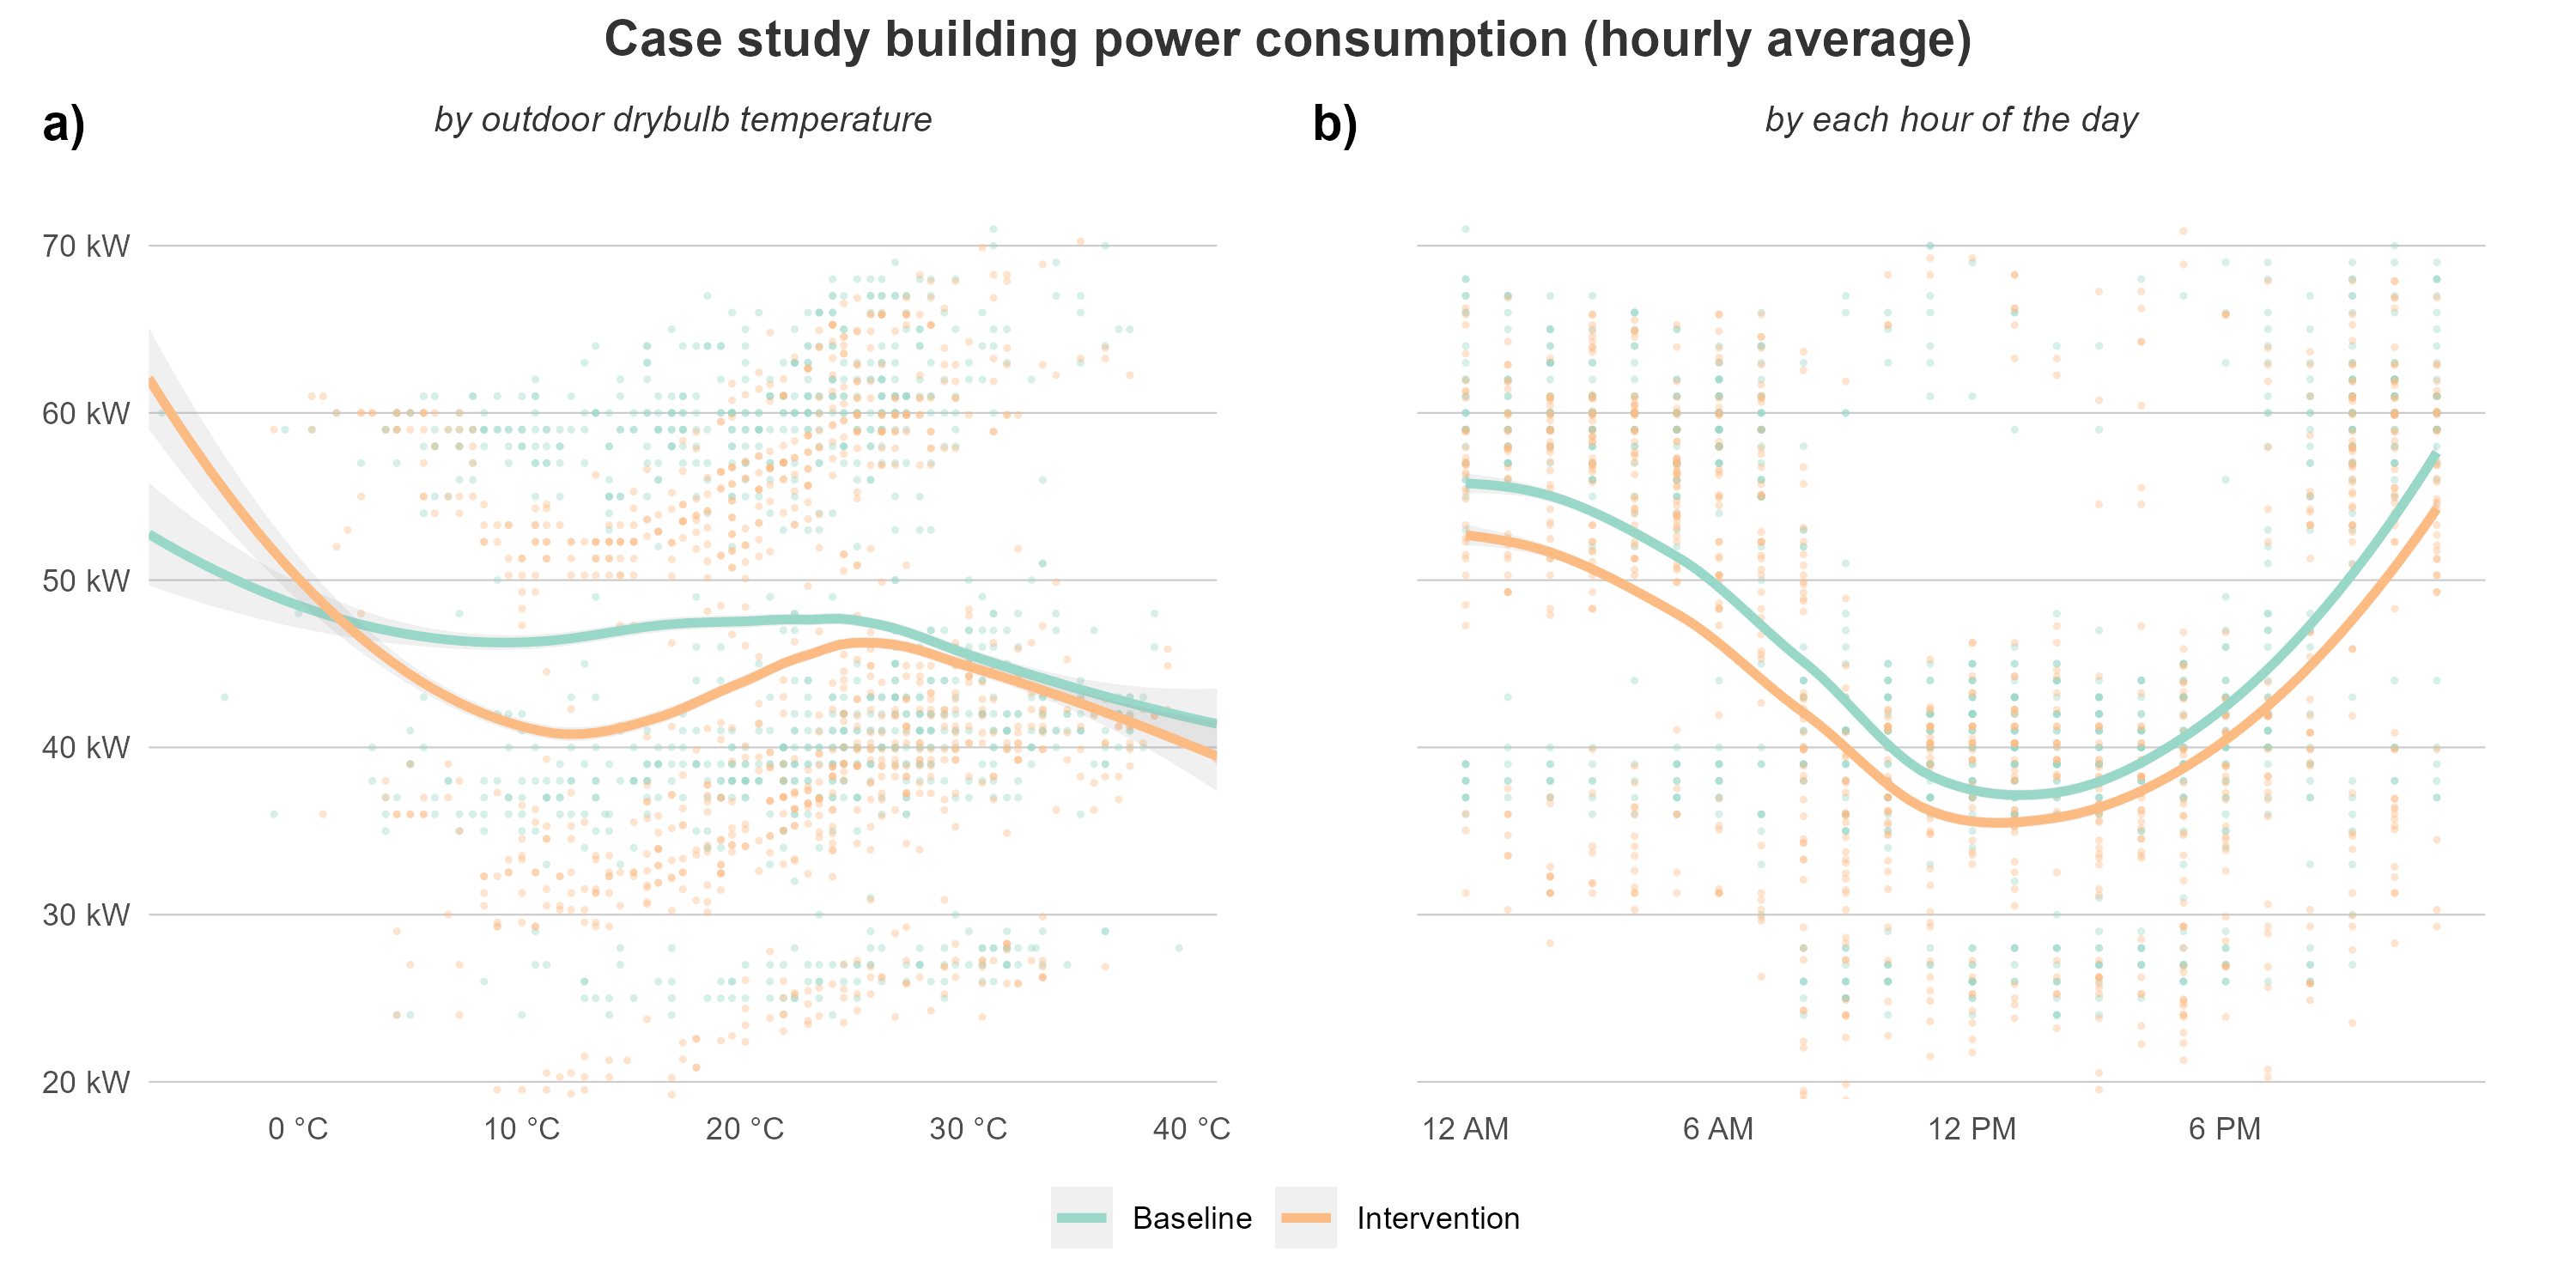 Case study building power consumption (hourly average)
a)
by outdoor drybulb temperature
b)
by each hour of the day
70 kW
60 kW
50 kW
40 kW
30 kW
20 kW
0 °C
10 °C
20 °C
30 °C
40 °C
12 AM
6 AM
12 PM
6 PM
Baseline
Intervention